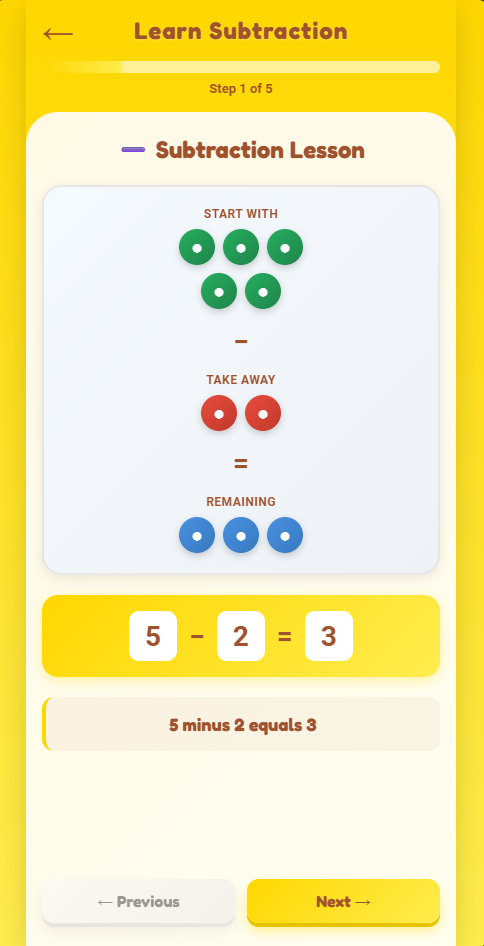 ← Learn Subtraction
Step 1 of 5
Subtraction Lesson
START WITH
−
TAKE AWAY
=
REMAINING
5 − 2 = 3
5 minus 2 equals 3
← Previous
Next →